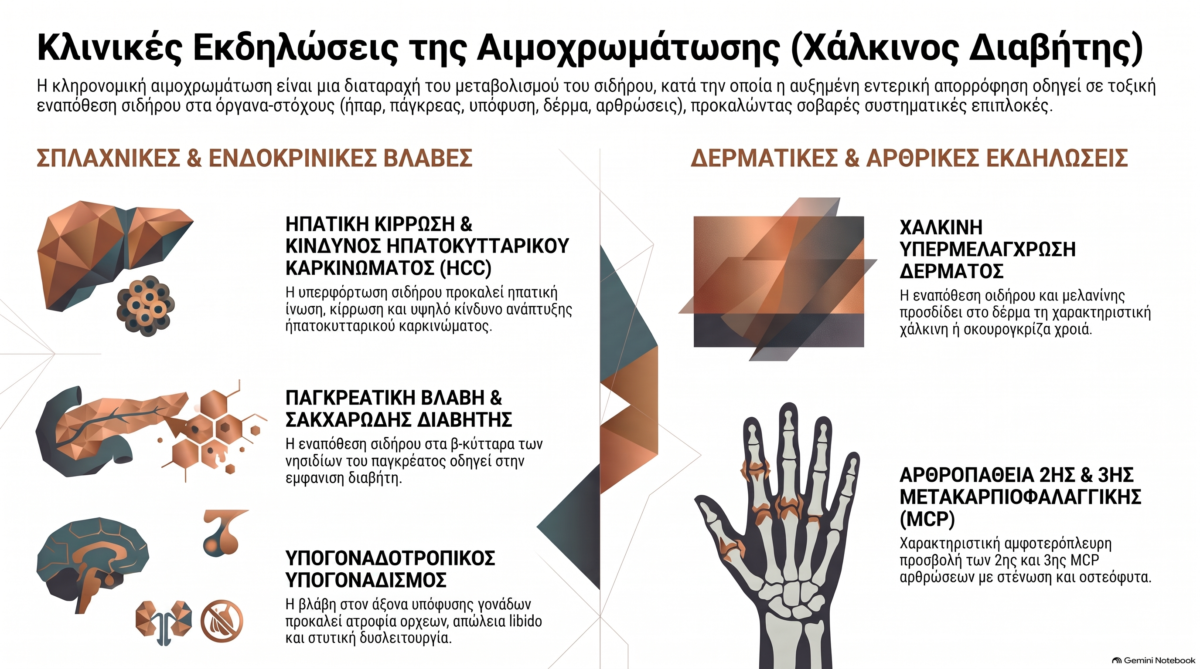 Κλινικές Εκδηλώσεις της Αιμοχρωμάτωσης (Χάλκινος Διαβήτης)
Η κληρονομική αιμοχρωμάτωση είναι μια διαταραχή του μεταβολισμού του σιδήρου, κατά την οποία η αυξημένη εντερική απορρόφηση οδηγεί σε τοξική
εναπόθεση σιδήρου στα όργανα-στόχους (ήπαρ, πάγκρεας, υπόφυση, δέρμα, αρθρώσεις), προκαλώντας σοβαρές συστηματικές επιπλοκές.
ΣΠΛΑΧΝΙΚΕΣ & ΕΝΔΟΚΡΙΝΙΚΕΣ ΒΛΑΒΕΣ
ΗΠΑΤΙΚΗ ΚΙΡΡΩΣΗ &
ΚΙΝΔΥΝΟΣ ΗΠΑΤΟΚΥΤΤΑΡΙΚΟΥ
ΚΑΡΚΙΝΩΜΑΤΟΣ (HCC)
Η υπερφόρτωση σιδήρου προκαλεί ηπατική
ίνωση, κίρρωση και υψηλό κίνδυνο ανάπτυξης
ήπατοκυτταρικού καρκινώματος.
ΠΑΓΚΡΕΑΤΙΚΗ ΒΛΑΒΗ &
ΣΑΚΧΑΡΩΔΗΣ ΔΙΑΒΗΤΗΣ
Η εναπόθεση σιδήρου στα β-κύτταρα των
νησιδίων του παγκρέατος οδηγεί στην
εμφανιση διαβήτη.
ΥΠΟΓΟΝΑΔΟΤΡΟΠΙΚΟΣ
ΥΠΟΓΟΝΑΔΙΣΜΟΣ
Η βλάβη στον άξονα υπόφυσης γονάδων
προκαλεί ατροφία ορχεων, απώλεια libido
και στυτική δυσλειτουργία.
ΔΕΡΜΑΤΙΚΕΣ & ΑΡΘΡΙΚΕΣ ΕΚΔΗΛΩΣΕΙΣ
ΧΑΛΚΙΝΗ
ΥΠΕΡΜΕΛΑΓΧΡΩΣΗ
ΔΕΡΜΑΤΟΣ
Η εναπόθεση οιδήρου και μελανίνης
προσδίδει στο δέρμα τη χαρακτηριστική
χάλκινη ή σκουρογκρίζα χροιά.
ΑΡΘΡΟΠΑΘΕΙΑ 2ΗΣ & 3ΗΣ
ΜΕΤΑΚΑΡΠΙΟΦΑΛΑΓΓΙΚΗΣ
(MCP)
Χαρακτηριστική αμφοτερόπλευρη
προσβολή των 2ης και 3ης MCP
αρθρώσεων με στένωση και οστεόφυτα.
Gemini Notebook